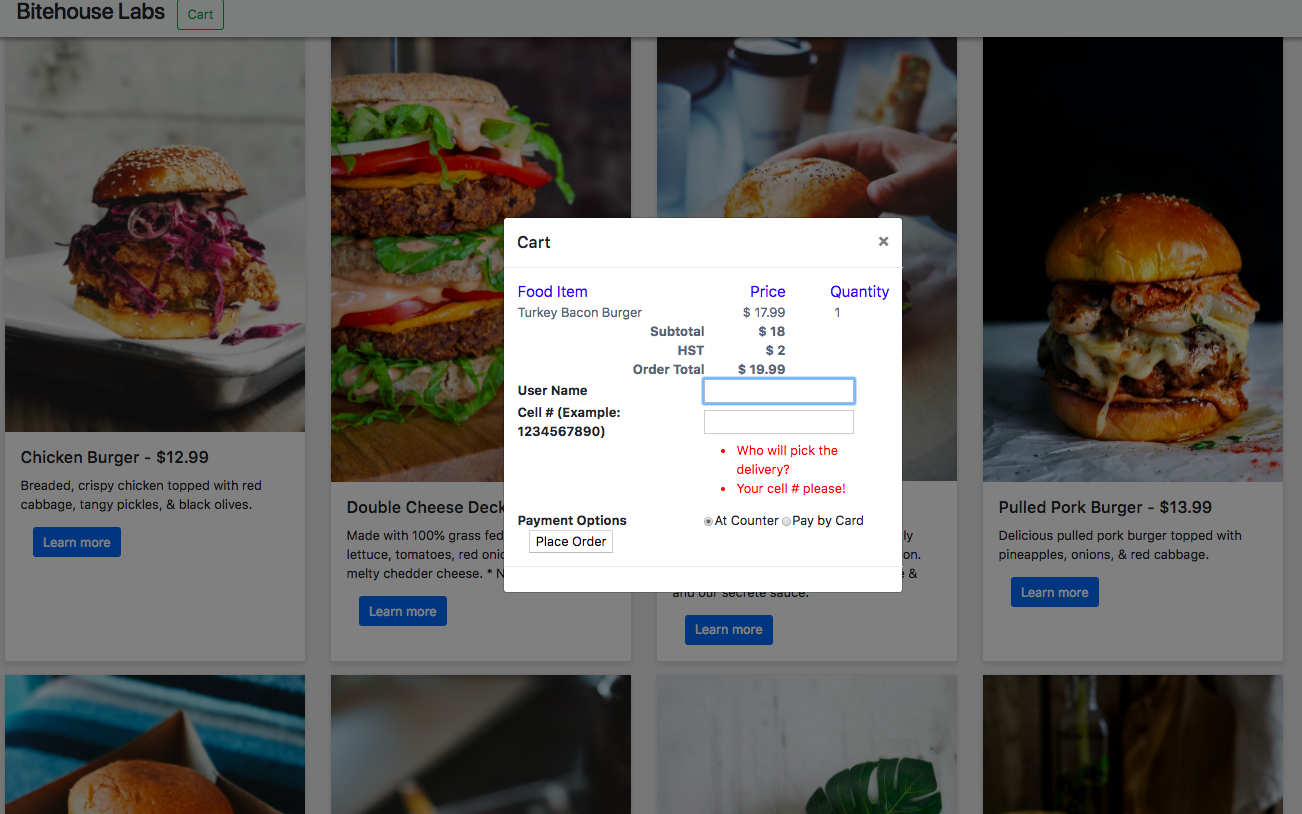 Bitehouse Labs Cart
Cart ×
Food Item Price Quantity
Turkey Bacon Burger $ 17.99 1
Subtotal $ 18
HST $ 2
Order Total $ 19.99
User Name
Cell # (Example:
1234567890)
Who will pick the
delivery?
Your cell # please!
Payment Options At Counter Pay by Card
Place Order
Chicken Burger - $12.99
Breaded, crispy chicken topped with red
cabbage, tangy pickles, & black olives.
Learn more
Double Cheese Deck
Made with 100% grass fed
lettuce, tomatoes, red onio
melty chedder cheese. * N
Learn more
on.
&
and our secrete sauce.
Learn more
Pulled Pork Burger - $13.99
Delicious pulled pork burger topped with
pineapples, onions, & red cabbage.
Learn more